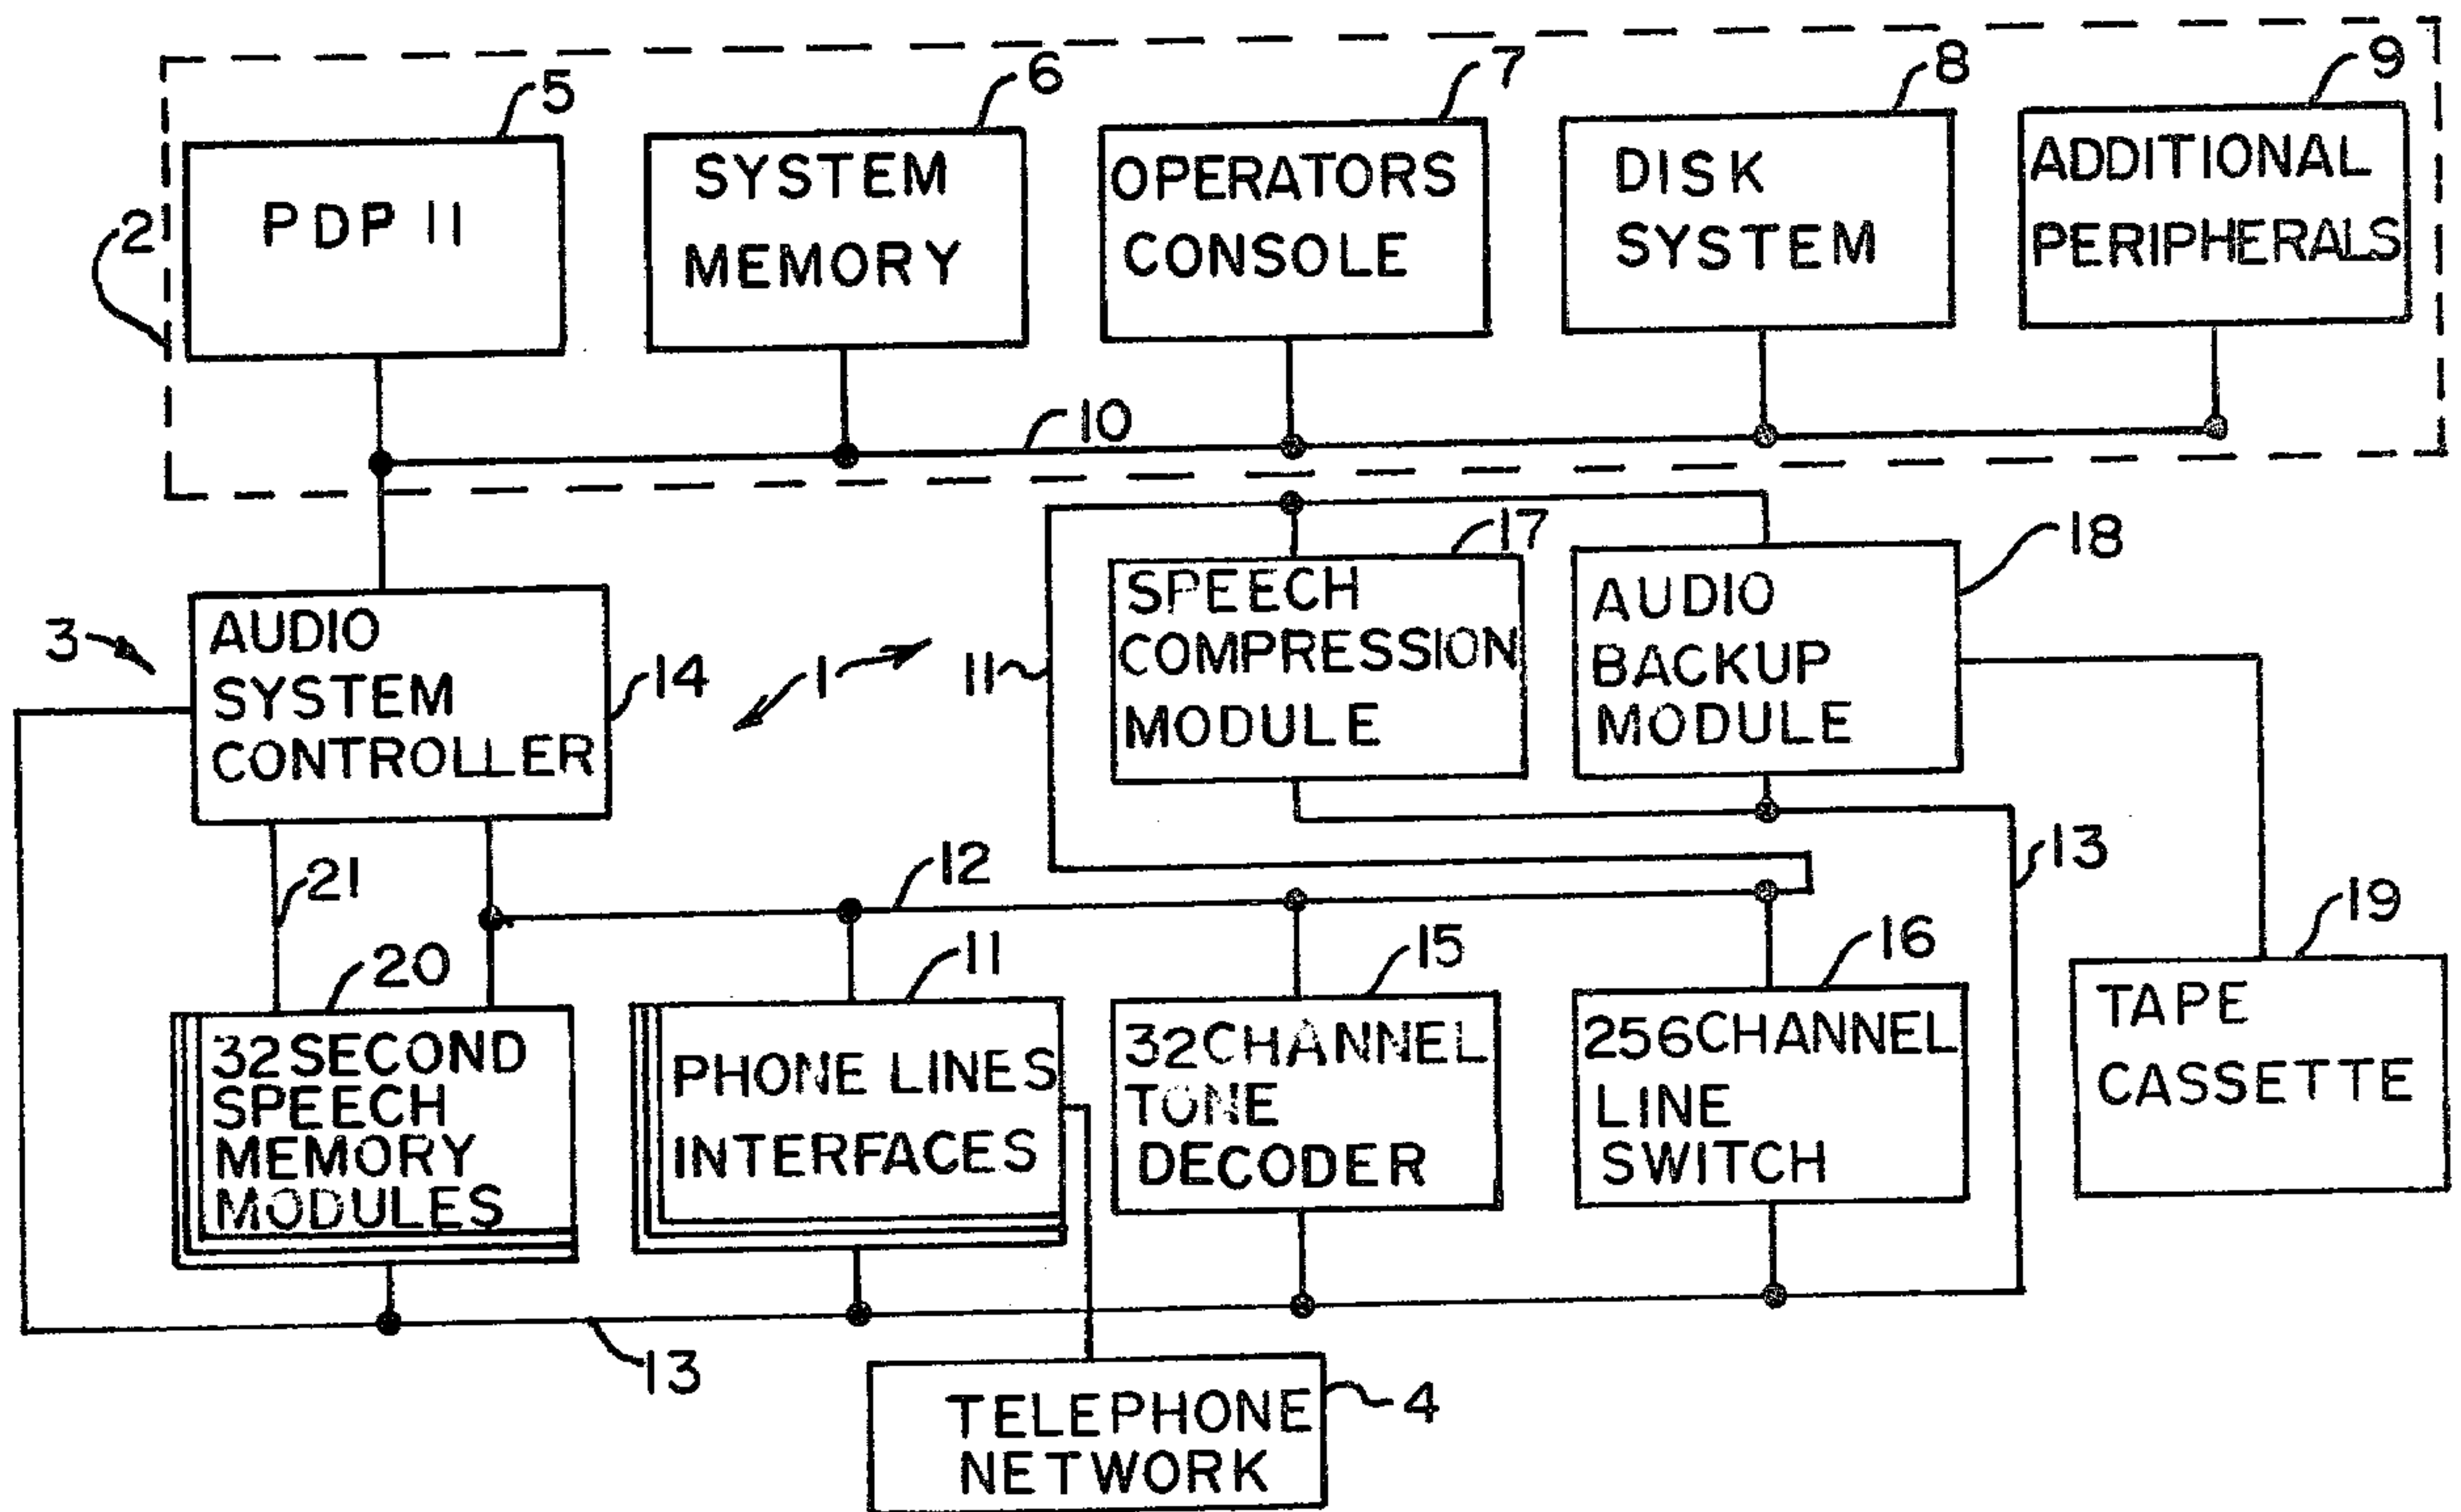 5
6
7
8
9
2
PDP 11
SYSTEM
MEMORY
OPERATORS
CONSOLE
DISK
SYSTEM
ADDITIONAL
PERIPHERALS
10
3
AUDIO
SYSTEM
CONTROLLER
14
1
11
17
SPEECH
COMPRESSION
MODULE
18
AUDIO
BACKUP
MODULE
21
12
13
20
11
15
16
19
32 SECOND
SPEECH
MEMORY
MODULES
PHONE LINES
INTERFACES
32 CHANNEL
TONE
DECODER
256 CHANNEL
LINE
SWITCH
TAPE
CASSETTE
13
TELEPHONE
NETWORK
4